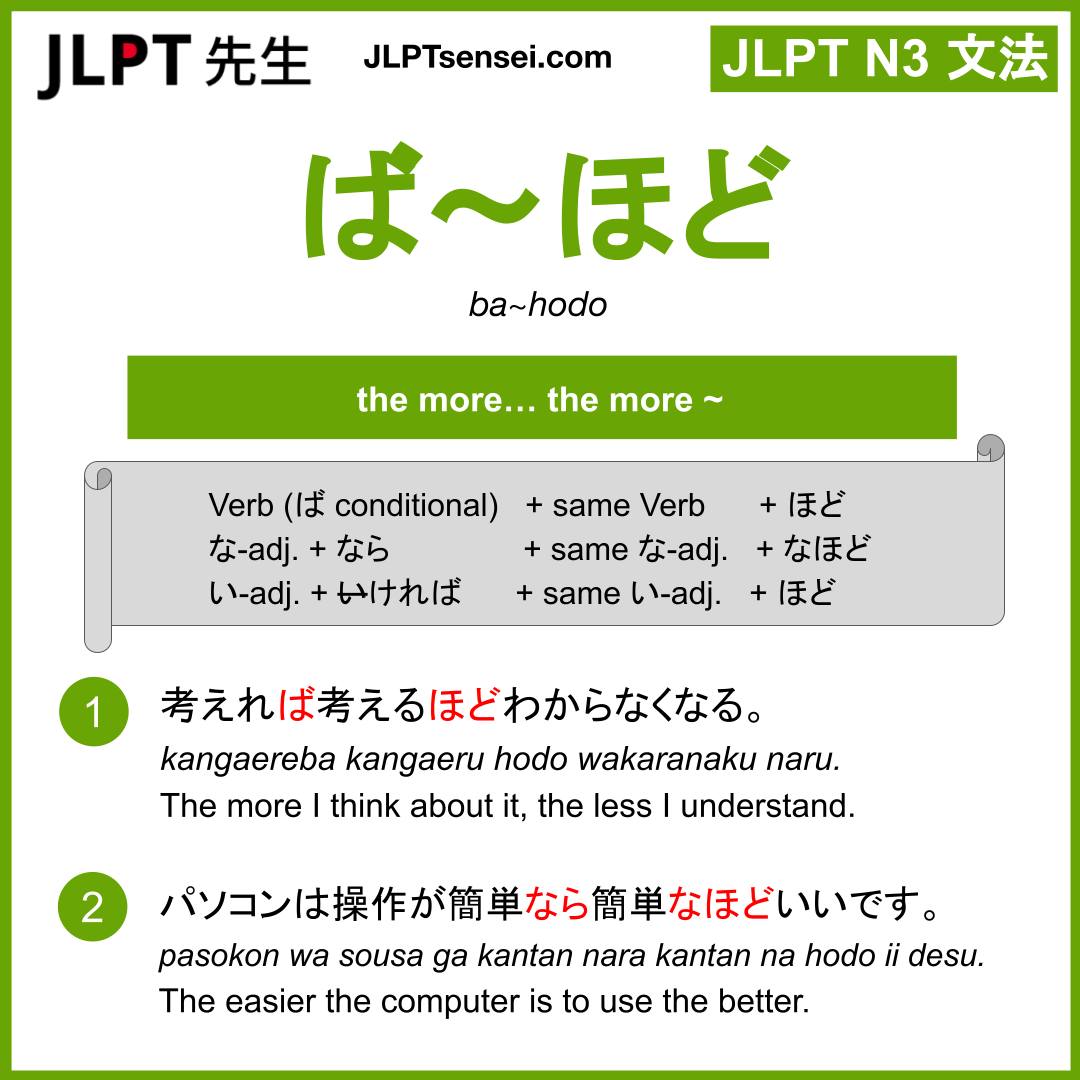 JLPT 先生 JLPTsensei.com JLPT N3 文法
ば～ほど
ba~hodo
the more… the more ~
Verb (ば conditional) + same Verb + ほど
な-adj. + なら + same な-adj. + なほど
い-adj. + いければ + same い-adj. + ほど
1 考えれば考えるほどわからなくなる。
kangaereba kangaeru hodo wakaranaku naru.
The more I think about it, the less I understand.
2 パソコンは操作が簡単なら簡単なほどいいです。
pasokon wa sousa ga kantan nara kantan na hodo ii desu.
The easier the computer is to use the better.